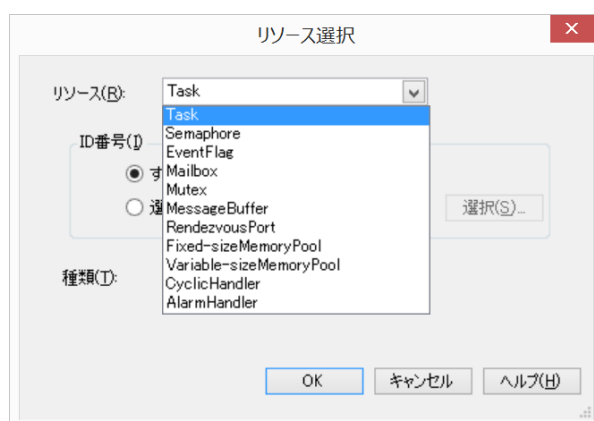 リソース選択
リソース(R):
Task
Task
Semaphore
ID番号(I)
EventFlag
す
Mailbox
Mutex
選
MessageBuffer
選択(S)...
RendezvousPort
Fixed-sizeMemoryPool
Variable-sizeMemoryPool
種類(T):
CyclicHandler
AlarmHandler
OK
キャンセル
ヘルプ(H)